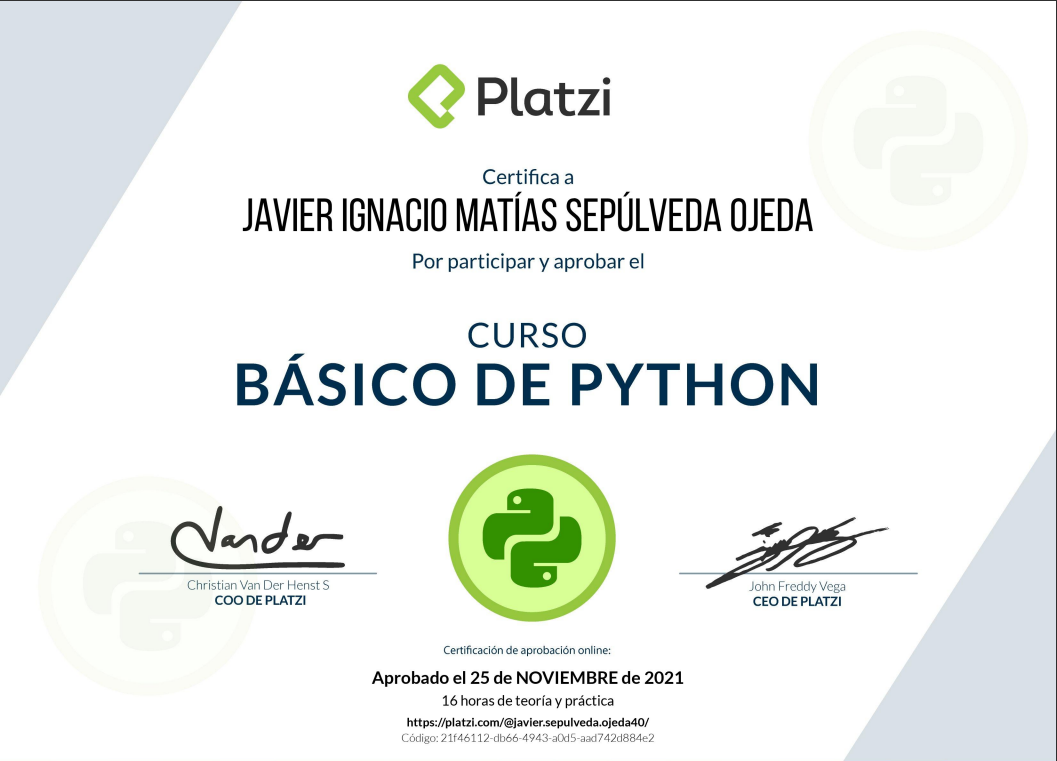 Platzi
Certifica a
JAVIER IGNACIO MATÍAS SEPÚLVEDA OJEDA
Por participar y aprobar el
CURSO
BÁSICO DE PYTHON
Vander
Christian Van Der Henst S
COO DE PLATZI
John Freddy Vega
CEO DE PLATZI
Certificación de aprobación online:
Aprobado el 25 de NOVIEMBRE de 2021
16 horas de teoría y práctica
https://platzi.com/@javier.sepulveda.ojeda40/
Código: 21f46112-db66-4943-a0d5-aad742d884e2